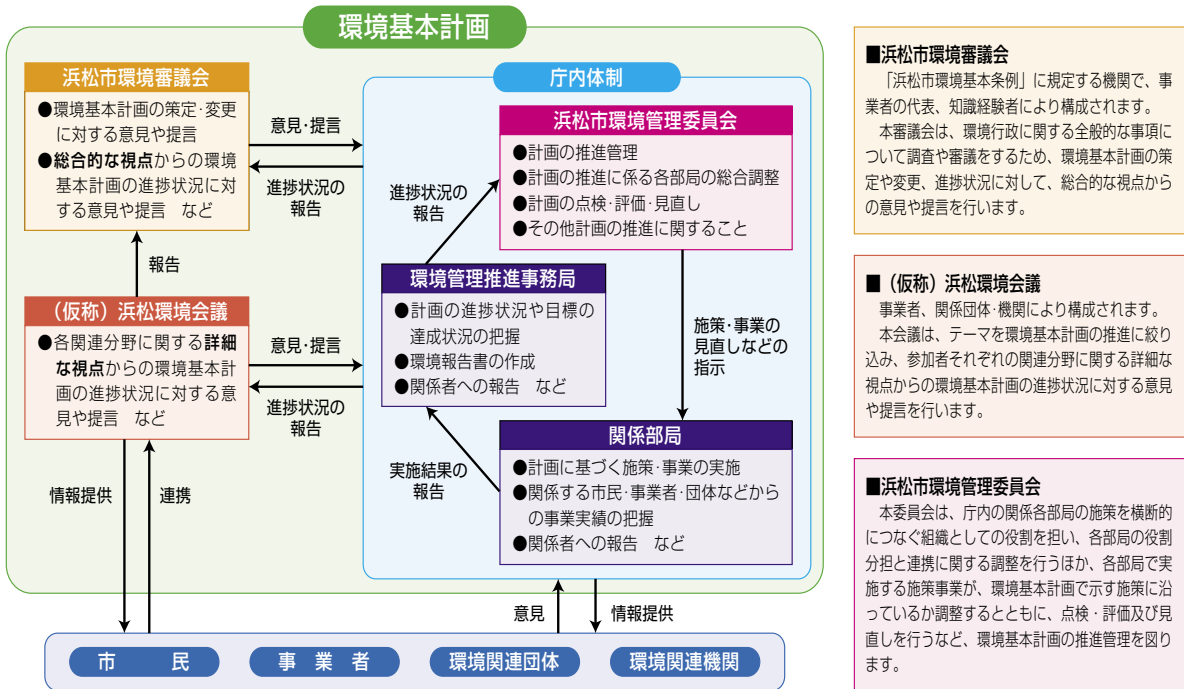 環境基本計画
浜松市環境審議会
●環境基本計画の策定･変更
に対する意見や提言
●総合的な視点からの環境
基本計画の進捗状況に対
する意見や提言　など
意見･提言
進捗状況の
報告
報告
（仮称）浜松環境会議
●各関連分野に関する詳細
な視点からの環境基本計
画の進捗状況に対する意
見や提言　など
意見･提言
進捗状況の
報告
情報提供
連携
庁内体制
浜松市環境管理委員会
●計画の推進管理
●計画の推進に係る各部局の総合調整
●計画の点検･評価･見直し
●その他計画の推進に関すること
進捗状況の
報告
環境管理推進事務局
●計画の進捗状況や目標の
達成状況の把握
●環境報告書の作成
●関係者への報告　など
施策･事業の
見直しなどの
指示
実施結果の
報告
関係部局
●計画に基づく施策･事業の実施
●関係する市民･事業者･団体などから
の事業実績の把握
●関係者への報告　など
意見
情報提供
市　民
事　業　者
環境関連団体
環境関連機関
■浜松市環境審議会
「浜松市環境基本条例」に規定する機関で、事
業者の代表、知識経験者により構成されます。
本審議会は、環境行政に関する全般的な事項に
ついて調査や審議をするため、環境基本計画の策
定や変更、進捗状況に対して、総合的な視点から
の意見や提言を行います。
■（仮称）浜松環境会議
事業者、関係団体･機関により構成されます。
本会議は、テーマを環境基本計画の推進に絞り
込み、参加者それぞれの関連分野に関する詳細な
視点からの環境基本計画の進捗状況に対する意見
や提言を行います。
■浜松市環境管理委員会
本委員会は、庁内の関係各部局の施策を横断的
につなぐ組織としての役割を担い、各部局の役割
分担と連携に関する調整を行うほか、各部局で実
施する施策事業が、環境基本計画で示す施策に沿
っているか調整するとともに、点検・評価及び見
直しを行うなど、環境基本計画の推進管理を図り
ます。